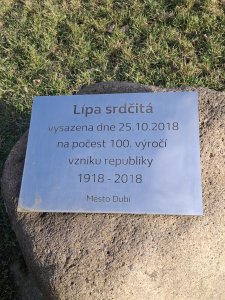 Lípa srdčitá
vysazena dne 25.10.2018
na počest 100. výročí
vzniku republiky
1918 - 2018
Město Dubí